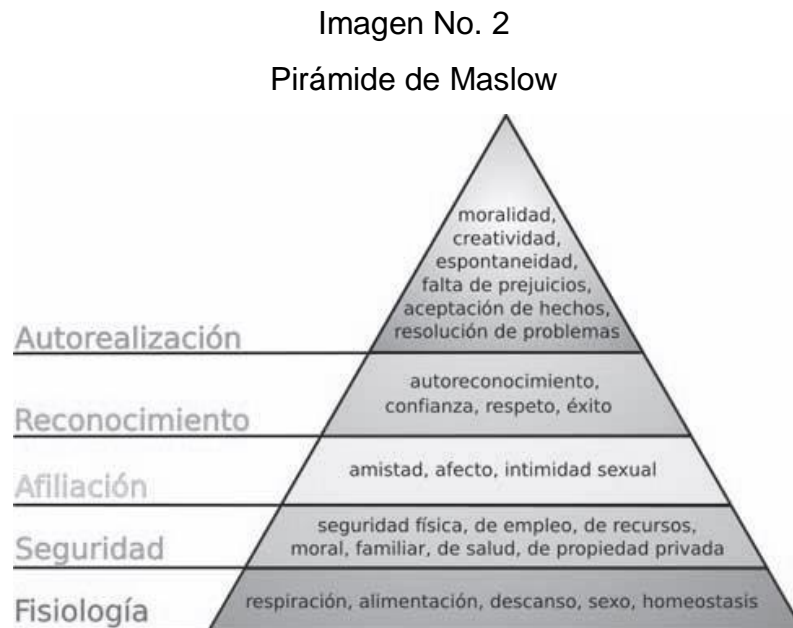 Imagen No. 2
Pirámide de Maslow
moralidad,
creatividad,
espontaneidad,
falta de prejuicios,
aceptación de hechos,
resolución de problemas
Autorealización
autoreconocimiento,
confianza, respeto, éxito
Reconocimiento
amistad, afecto, intimidad sexual
Afiliación
seguridad física, de empleo, de recursos,
moral, familiar, de salud, de propiedad privada
Seguridad
respiración, alimentación, descanso, sexo, homeostasis
Fisiología